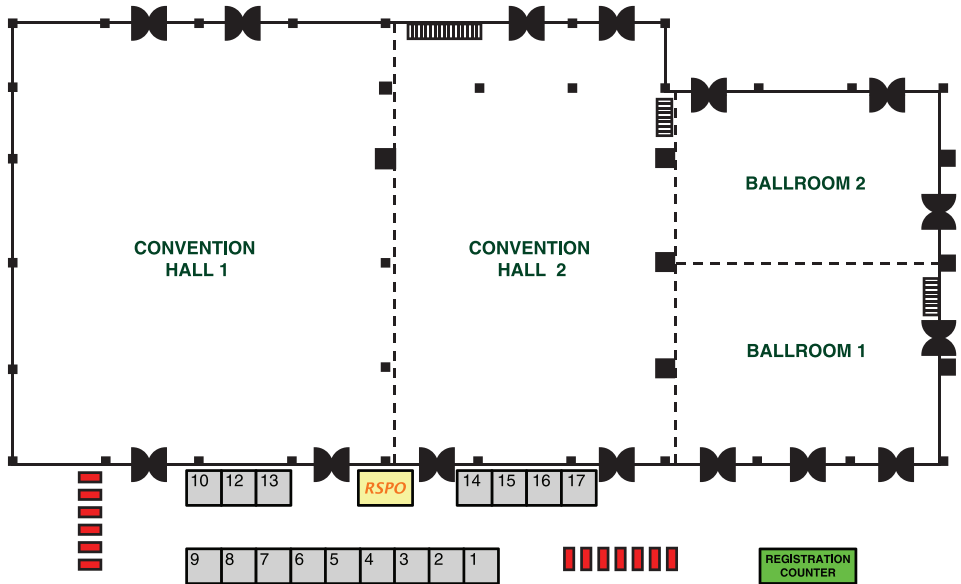 BALLROOM 2
CONVENTION
HALL 1
CONVENTION
HALL 2
BALLROOM 1
10 12 13
RSPO
14 15 16 17
9 8 7 6 5 4 3 2 1
REGISTRATION
COUNTER